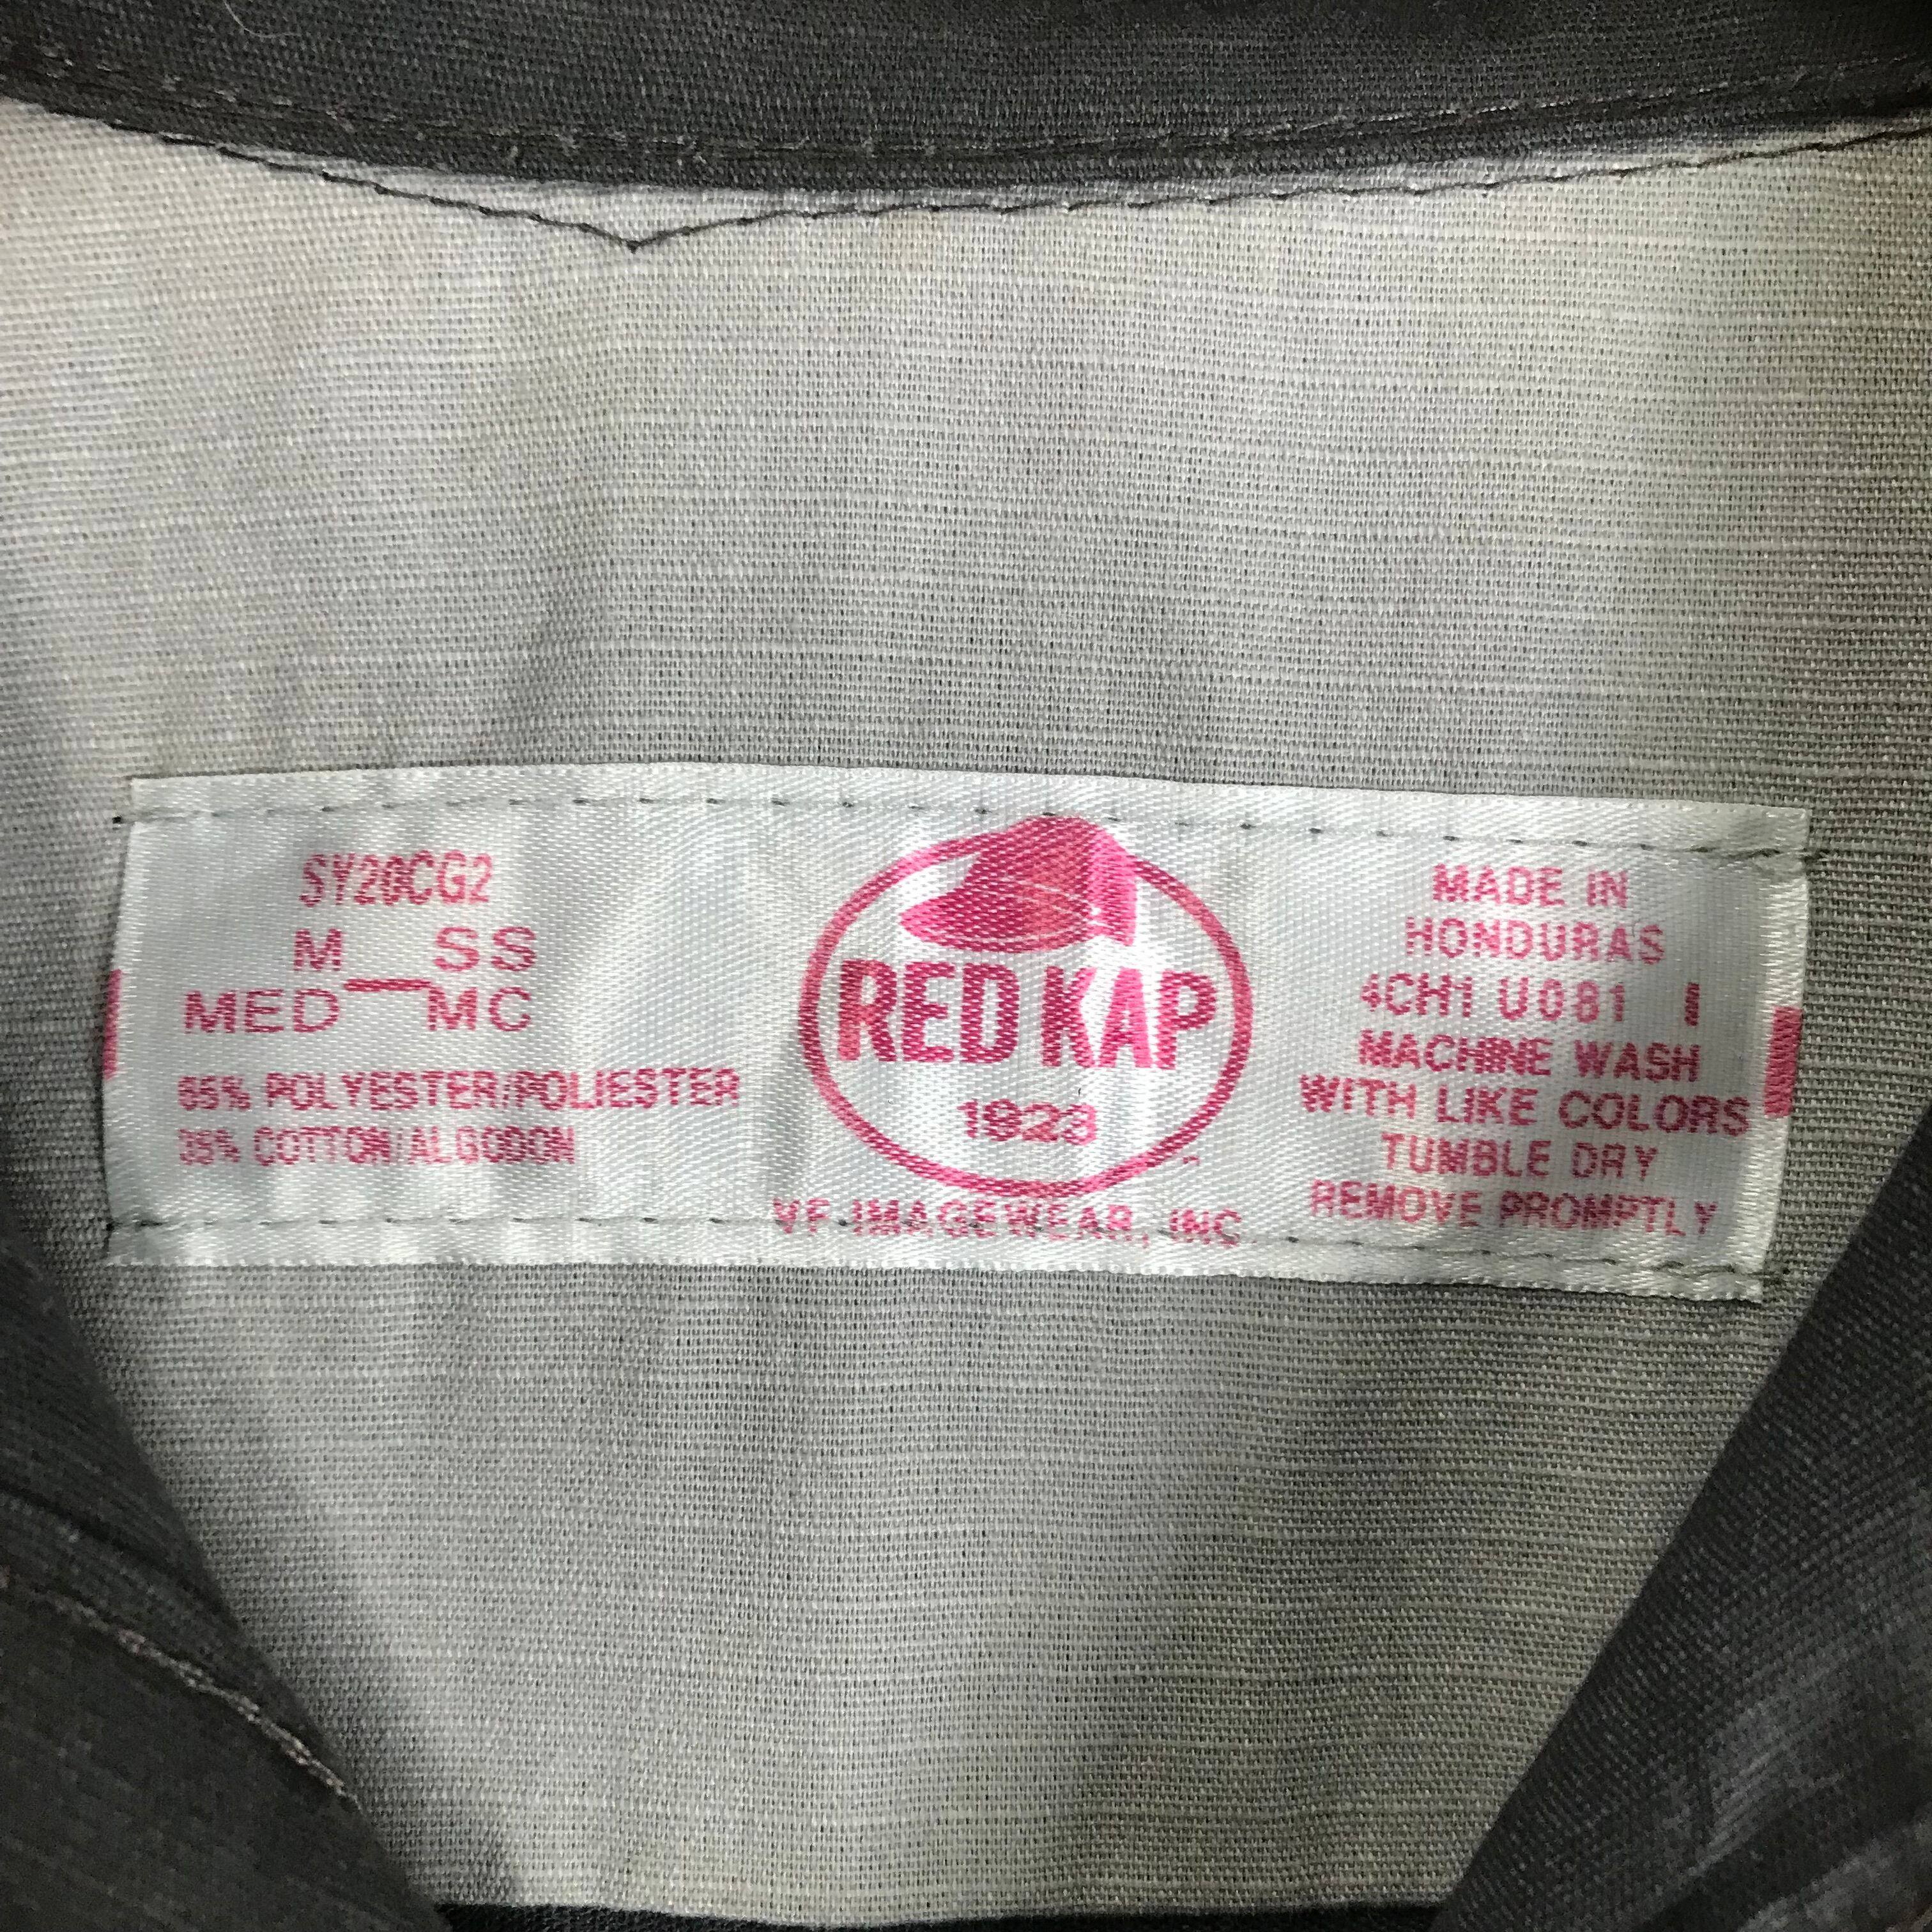 SY20CG2
M SS
MED MC
65% POLYESTER/POLIESTER
35% COTTON/ALGODON
RED KAP
1923
VF IMAGEWEAR, INC
MADE IN
HONDURAS
4CH1 U081 I
MACHINE WASH
WITH LIKE COLORS
TUMBLE DRY
REMOVE PROMPTLY